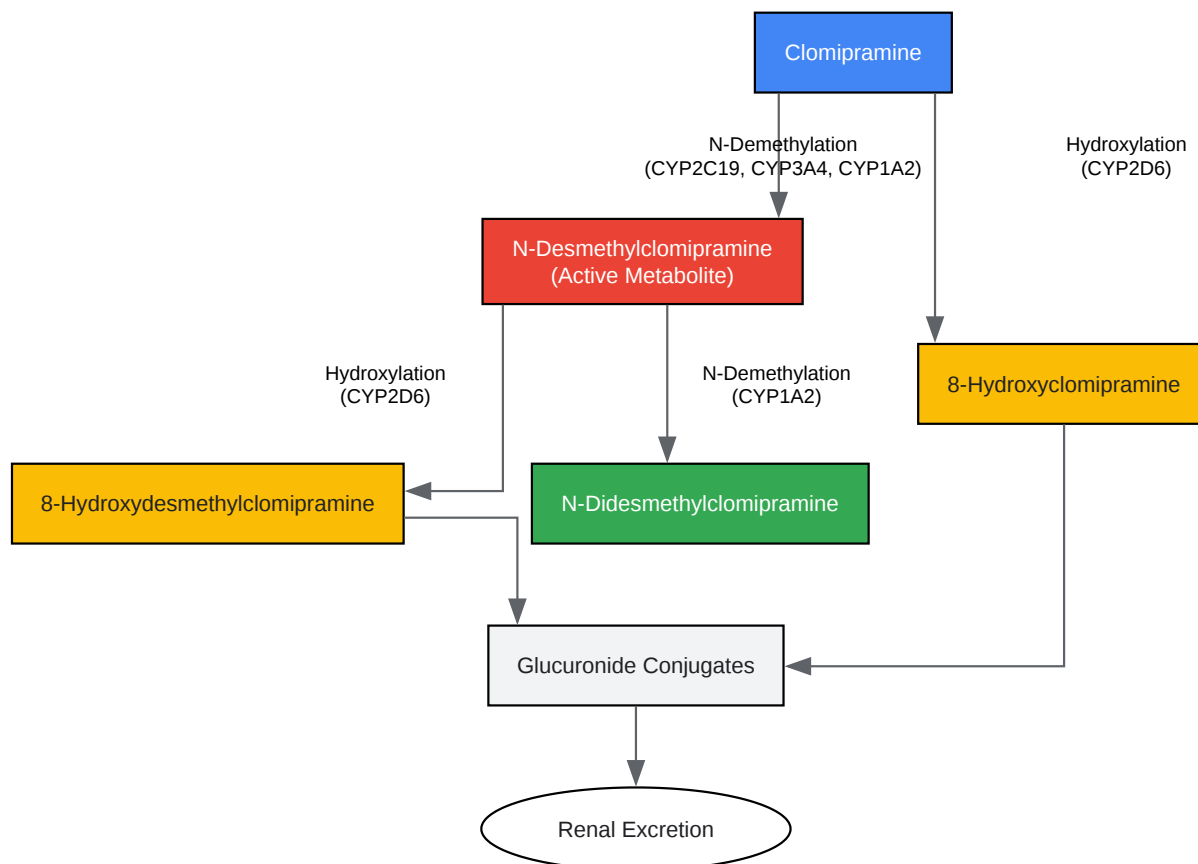 Clomipramine
N-Demethylation
(CYP2C19, CYP3A4, CYP1A2)
Hydroxylation
(CYP2D6)
N-Desmethylclomipramine
(Active Metabolite)
Hydroxylation
(CYP2D6)
N-Demethylation
(CYP1A2)
8-Hydroxyclomipramine
8-Hydroxydesmethylclomipramine
N-Didesmethylclomipramine
Glucuronide Conjugates
Renal Excretion